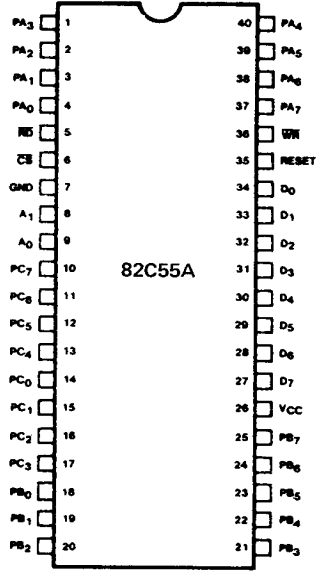 PA3 1 40 PA4
PA2 2 39 PA5
PA1 3 38 PA6
PA0 4 37 PA7
R̅D̅ 5 36 W̅R̅
C̅S̅ 6 35 RESET
GND 7 34 D0
A1 8 33 D1
A0 9 32 D2
PC7 10 31 D3
82C55A
PC6 11 30 D4
PC5 12 29 D5
PC4 13 28 D6
PC0 14 27 D7
PC1 15 26 VCC
PC2 16 25 PB7
PC3 17 24 PB6
PB0 18 23 PB5
PB1 19 22 PB4
PB2 20 21 PB3